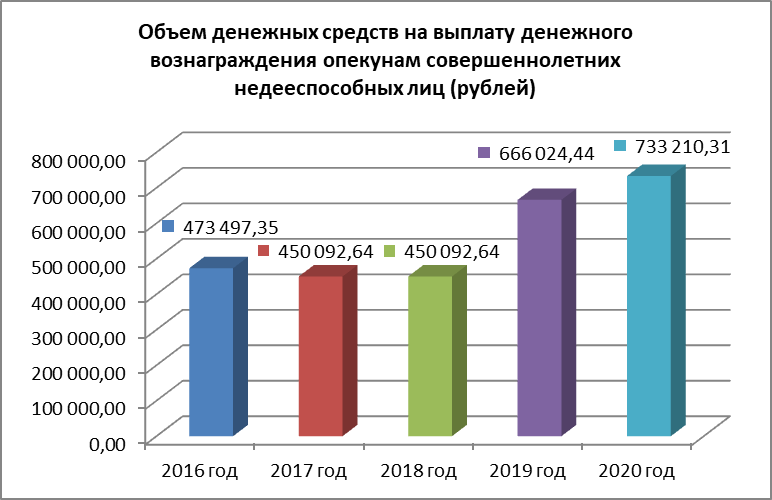 Объем денежных средств на выплату денежного
вознаграждения опекунам совершеннолетних
недееспособных лиц (рублей)
800 000,00
700 000,00
600 000,00
500 000,00
400 000,00
300 000,00
200 000,00
100 000,00
0,00
473 497,35
450 092,64
450 092,64
666 024,44
733 210,31
2016 год
2017 год
2018 год
2019 год
2020 год